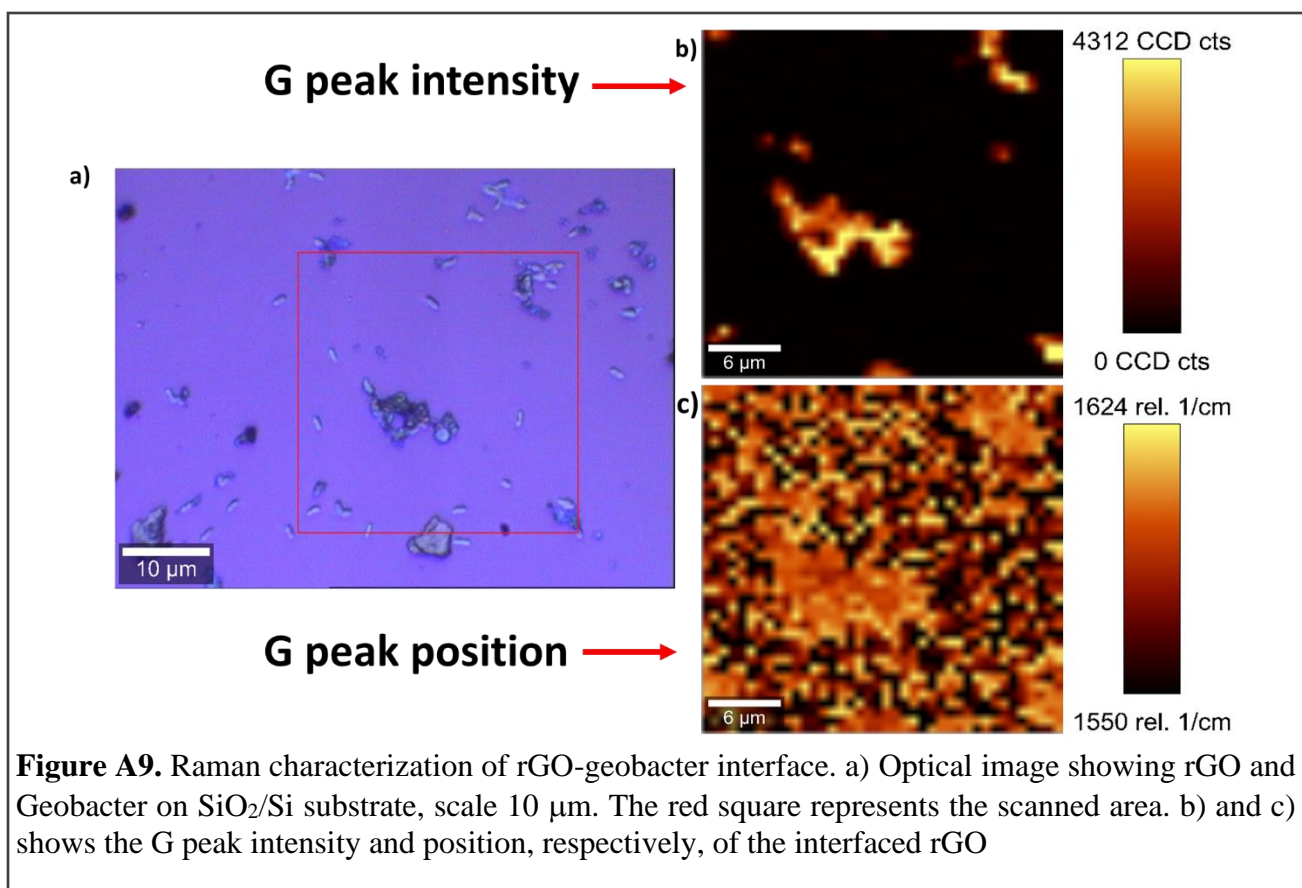 G peak intensity
b)
4312 CCD cts
6 µm
0 CCD cts
a)
10 µm
G peak position
c)
1624 rel. 1/cm
6 µm
1550 rel. 1/cm
Figure A9. Raman characterization of rGO-geobacter interface. a) Optical image showing rGO and
Geobacter on SiO₂/Si substrate, scale 10 µm. The red square represents the scanned area. b) and c)
shows the G peak intensity and position, respectively, of the interfaced rGO